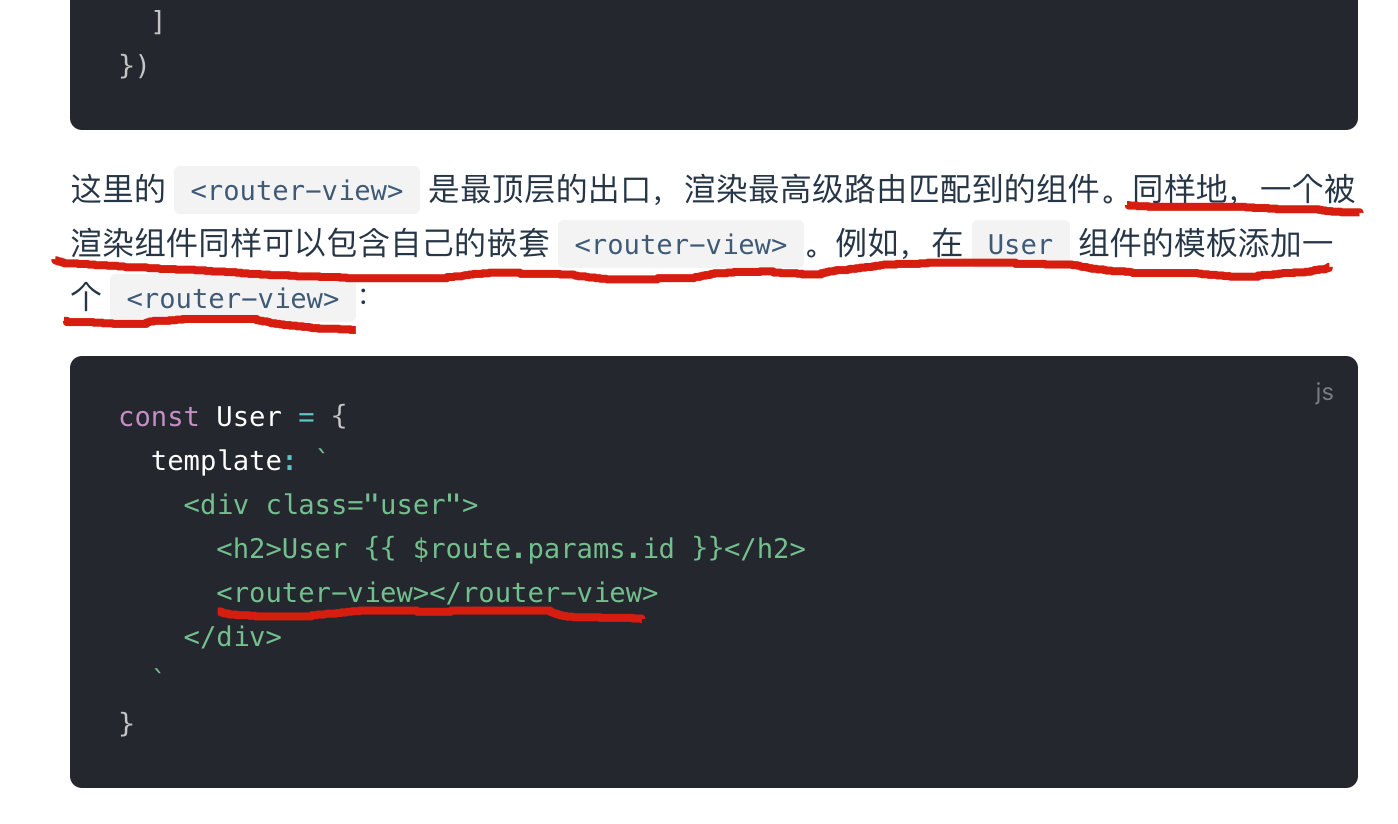 ]
})
这里的 <router-view> 是最顶层的出口，渲染最高级路由匹配到的组件。同样地，一个被
渲染组件同样可以包含自己的嵌套 <router-view> 。例如，在 User 组件的模板添加一
个 <router-view> ：
js
const User = {
template: `
<div class="user">
<h2>User {{ $route.params.id }}</h2>
<router-view></router-view>
</div>
`
}